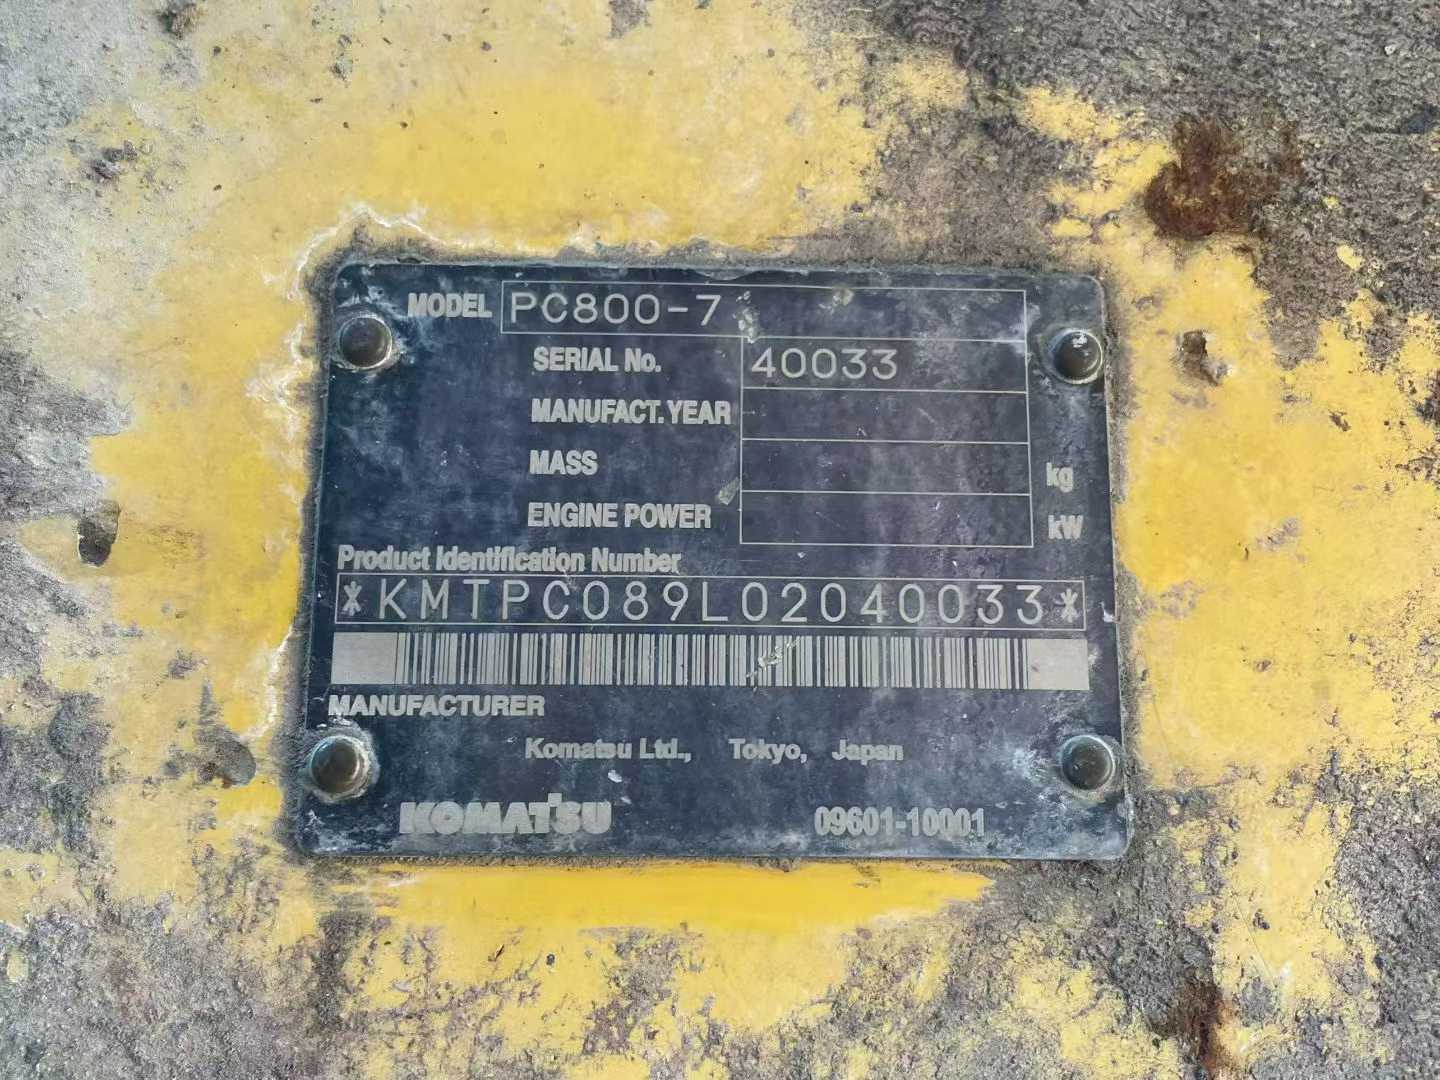 MODEL PC800-7
SERIAL No. 40033
MANUFACT. YEAR
MASS kg
ENGINE POWER kW
Product Identification Number
*KMTPC089L02040033*
MANUFACTURER
Komatsu Ltd., Tokyo, Japan
KOMATSU 09601-10001